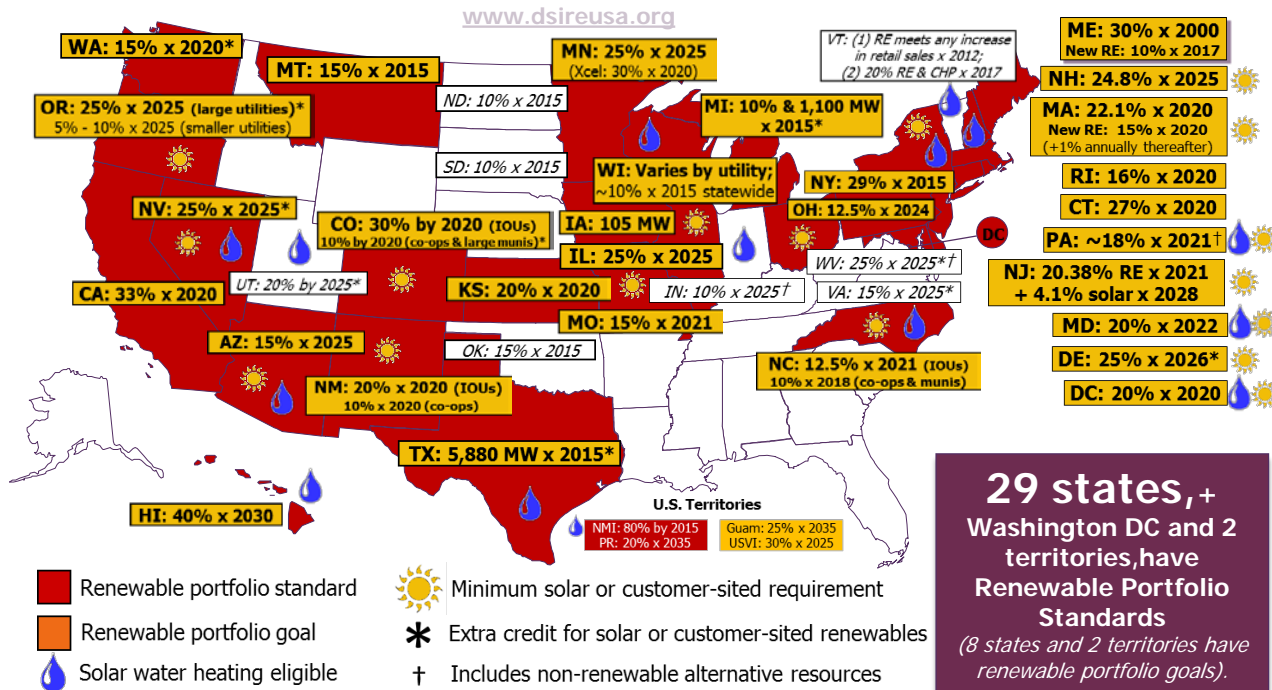 www.dsireusa.org
WA: 15% x 2020*
MT: 15% x 2015
MN: 25% x 2025
(Xcel: 30% x 2020)
VT: (1) RE meets any increase
in retail sales x 2012;
(2) 20% RE & CHP x 2017
ME: 30% x 2000
New RE: 10% x 2017
NH: 24.8% x 2025
OR: 25% x 2025 (large utilities)*
5% - 10% x 2025 (smaller utilities)
ND: 10% x 2015
MI: 10% & 1,100 MW
x 2015*
MA: 22.1% x 2020
New RE: 15% x 2020
(+1% annually thereafter)
SD: 10% x 2015
WI: Varies by utility;
~10% x 2015 statewide
NY: 29% x 2015
RI: 16% x 2020
CT: 27% x 2020
NV: 25% x 2025*
CO: 30% by 2020 (IOUs)
10% by 2020 (co-ops & large munis)*
IA: 105 MW
OH: 12.5% x 2024
DC
PA: ~18% x 2021†
IL: 25% x 2025
WV: 25% x 2025*†
UT: 20% by 2025*
KS: 20% x 2020
IN: 10% x 2025†
VA: 15% x 2025*
NJ: 20.38% RE x 2021
+ 4.1% solar x 2028
CA: 33% x 2020
MO: 15% x 2021
MD: 20% x 2022
AZ: 15% x 2025
OK: 15% x 2015
NC: 12.5% x 2021 (IOUs)
10% x 2018 (co-ops & munis)
DE: 25% x 2026*
NM: 20% x 2020 (IOUs)
10% x 2020 (co-ops)
DC: 20% x 2020
TX: 5,880 MW x 2015*
HI: 40% x 2030
U.S. Territories
NMI: 80% by 2015
PR: 20% x 2035
Guam: 25% x 2035
USVI: 30% x 2025
29 states,+
Washington DC and 2
territories,have
Renewable Portfolio
Standards
(8 states and 2 territories have
renewable portfolio goals).
Renewable portfolio standard
Minimum solar or customer-sited requirement
Renewable portfolio goal
* Extra credit for solar or customer-sited renewables
Solar water heating eligible
† Includes non-renewable alternative resources